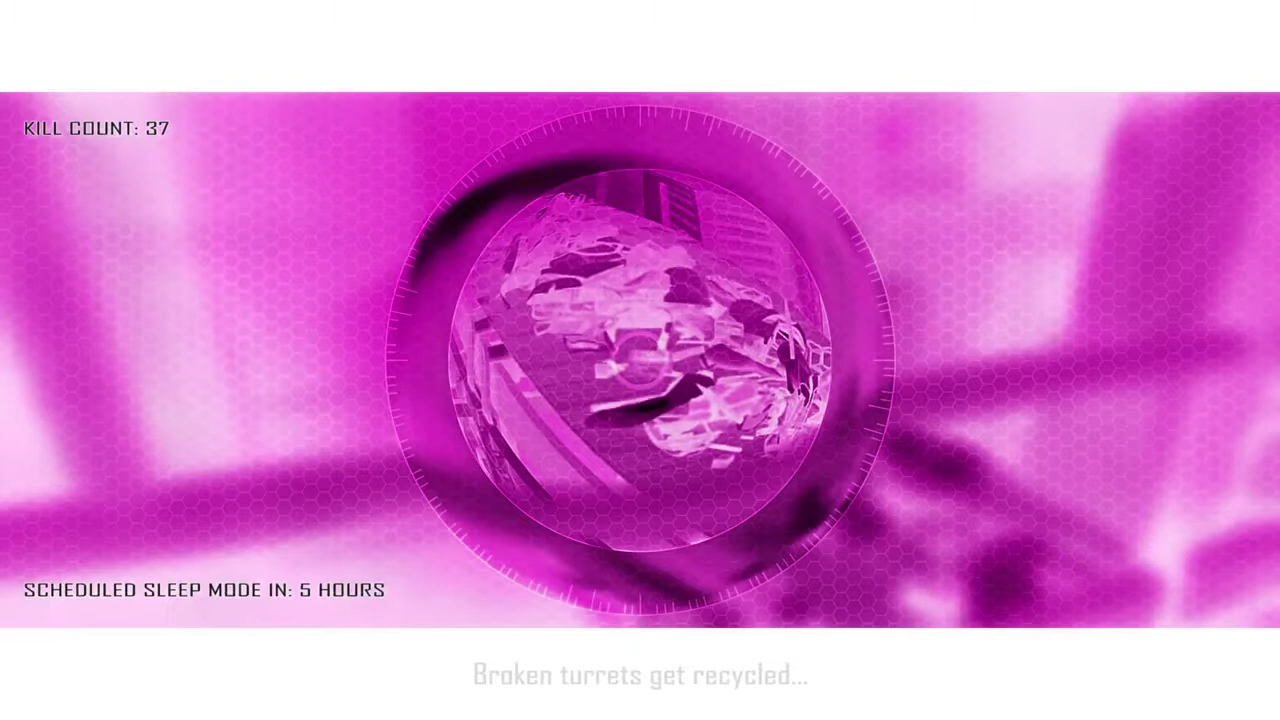 KILL COUNT: 37
SCHEDULED SLEEP MODE IN: 5 HOURS
Broken turrets get recycled...